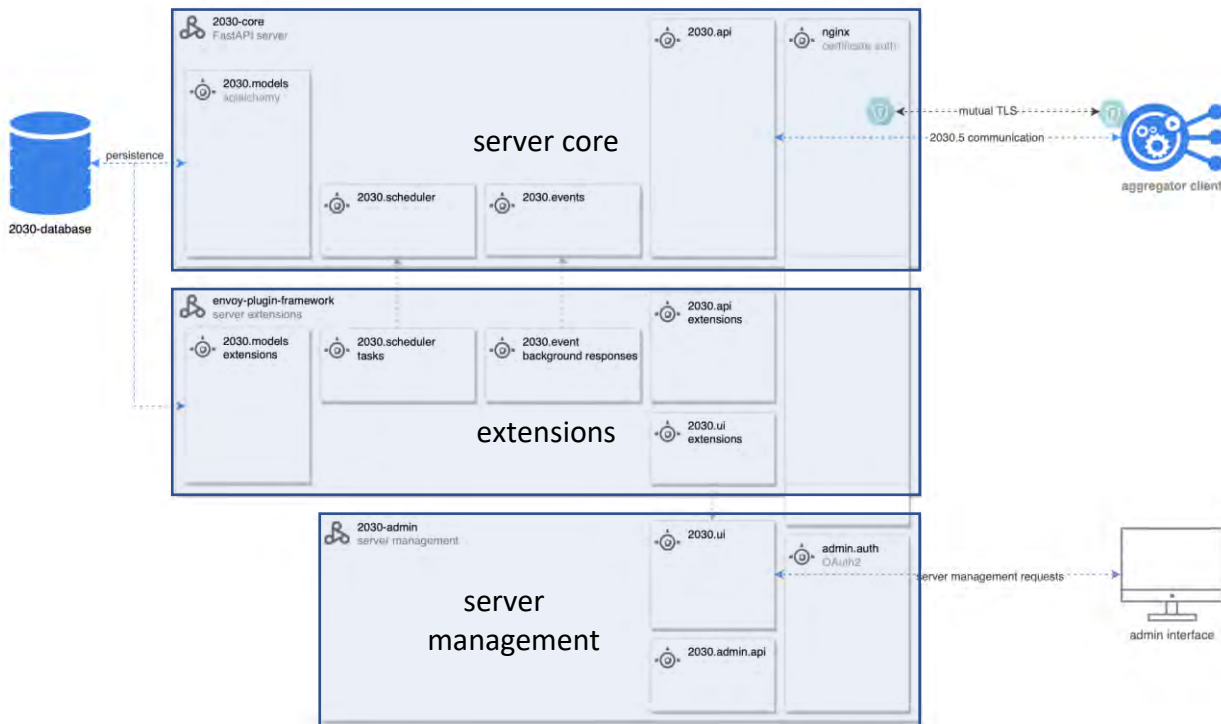 2030-core
FastAPI server
2030.models
sqlalchemy
2030.scheduler
2030.events
2030.api
nginx
certificate auth
server core
persistence
2030-database
mutual TLS
2030.5 communication
aggregator client
envoy-plugin-framework
server extensions
2030.models
extensions
2030.scheduler
tasks
2030.event
background responses
2030.api
extensions
2030.ui
extensions
extensions
2030-admin
server management
2030.ui
admin.auth
OAuth2
server management requests
server
management
2030.admin.api
admin interface